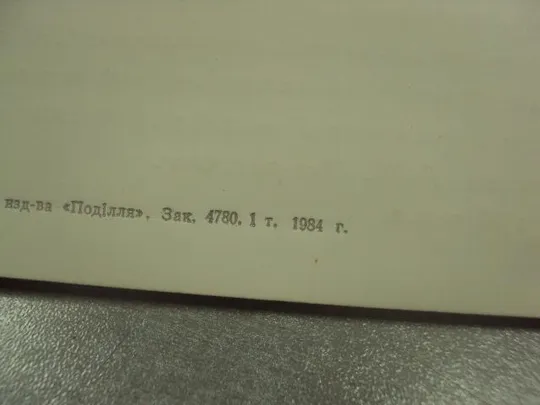 изд-ва «Поділля». Зак. 4780. 1 т. 1984 г.